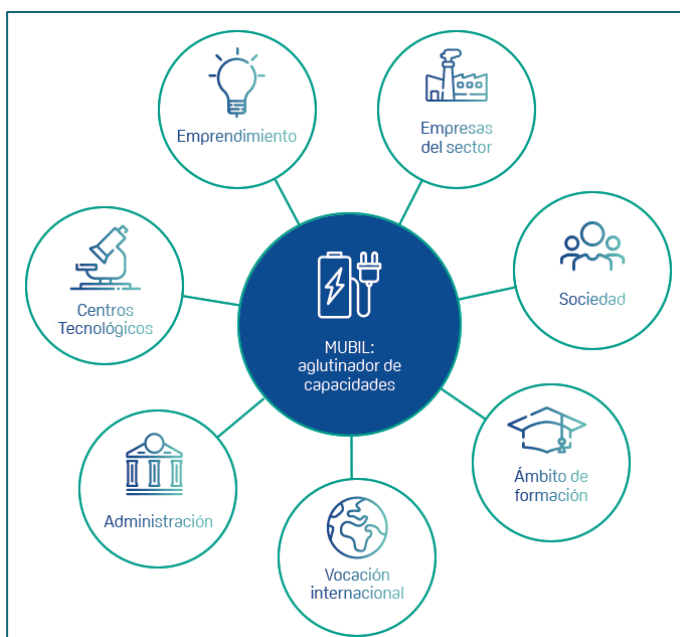 Emprendimiento
Empresas
del sector
Sociedad
Ámbito de
formación
Vocación
internacional
Administración
Centros
Tecnológicos
MUBIL:
aglutinador de
capacidades